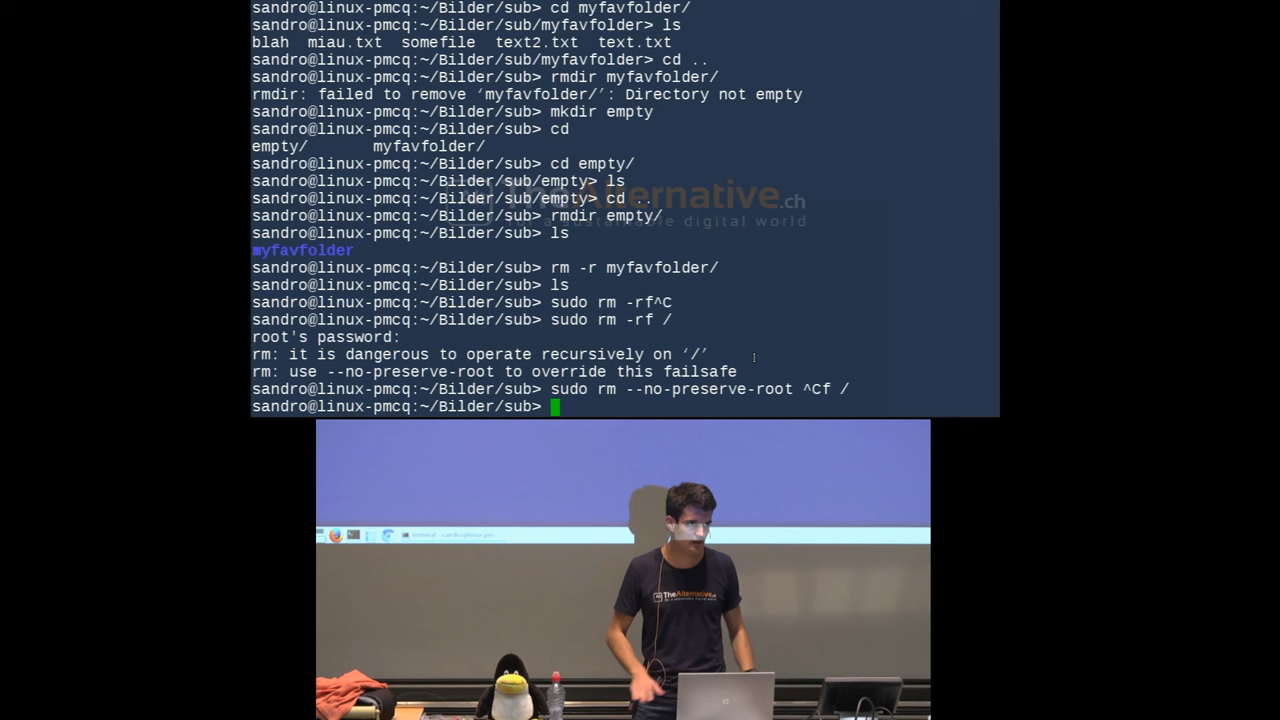 sandro@linux-pmcq:~/Bilder/sub> cd myfavfolder/
sandro@linux-pmcq:~/Bilder/sub/myfavfolder> ls
blah  miau.txt  somefile  text2.txt  text.txt
sandro@linux-pmcq:~/Bilder/sub/myfavfolder> cd ..
sandro@linux-pmcq:~/Bilder/sub> rmdir myfavfolder/
rmdir: failed to remove ‘myfavfolder/’: Directory not empty
sandro@linux-pmcq:~/Bilder/sub> mkdir empty
sandro@linux-pmcq:~/Bilder/sub> cd
empty/       myfavfolder/
sandro@linux-pmcq:~/Bilder/sub> cd empty/
sandro@linux-pmcq:~/Bilder/sub/empty> ls
sandro@linux-pmcq:~/Bilder/sub/empty> cd ..
TheAlternative.ch
sandro@linux-pmcq:~/Bilder/sub> rmdir empty/
for a sustainable digital world
sandro@linux-pmcq:~/Bilder/sub> ls
myfavfolder
sandro@linux-pmcq:~/Bilder/sub> rm -r myfavfolder/
sandro@linux-pmcq:~/Bilder/sub> ls
sandro@linux-pmcq:~/Bilder/sub> sudo rm -rf^C
sandro@linux-pmcq:~/Bilder/sub> sudo rm -rf /
root's password:
rm: it is dangerous to operate recursively on ‘/’
rm: use --no-preserve-root to override this failsafe
sandro@linux-pmcq:~/Bilder/sub> sudo rm --no-preserve-root ^Cf /
sandro@linux-pmcq:~/Bilder/sub>
TheAlternative.ch